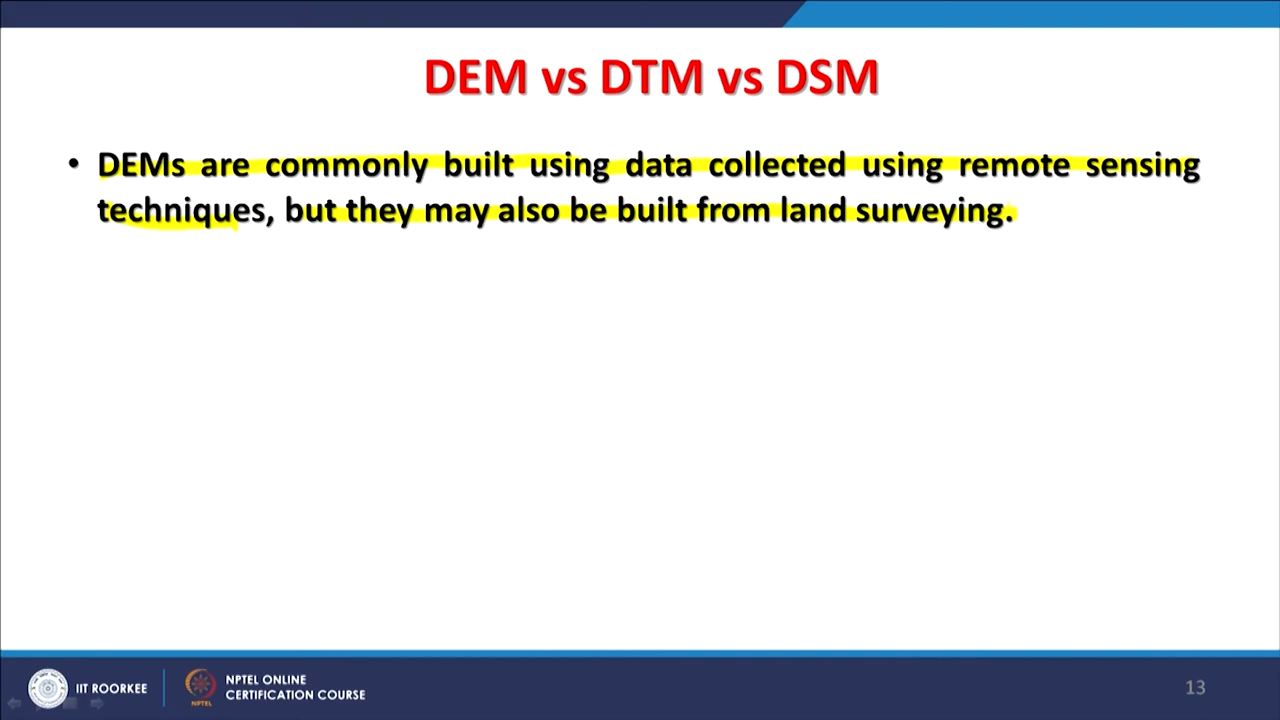 DEM vs DTM vs DSM
• DEMs are commonly built using data collected using remote sensing
techniques, but they may also be built from land surveying.
IIT ROORKEE
NPTEL
NPTEL ONLINE
CERTIFICATION COURSE
13